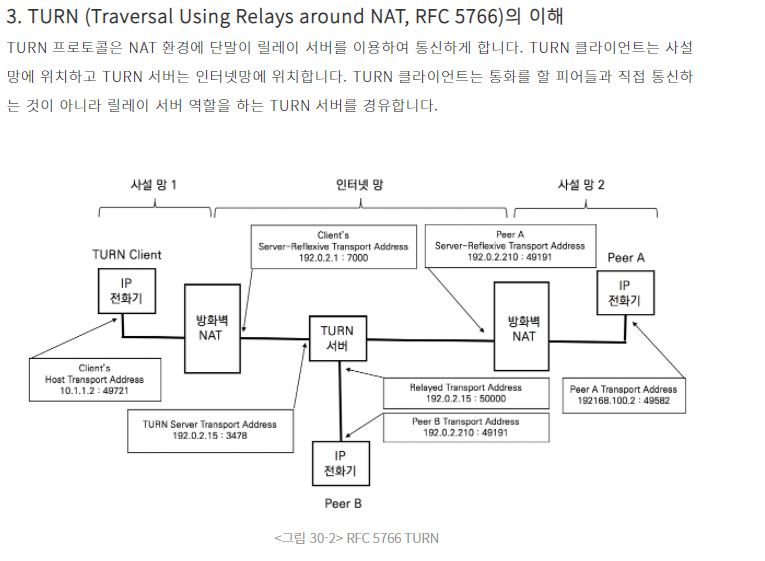 3. TURN (Traversal Using Relays around NAT, RFC 5766)의 이해
TURN 프로토콜은 NAT 환경에 단말이 릴레이 서버를 이용하여 통신하게 합니다. TURN 클라이언트는 사설
망에 위치하고 TURN 서버는 인터넷망에 위치합니다. TURN 클라이언트는 통화를 할 피어들과 직접 통신하
는 것이 아니라 릴레이 서버 역할을 하는 TURN 서버를 경유합니다.
사설 망 1
인터넷 망
사설 망 2
Client's
Server-Reflexive Transport Address
192.0.2.1 : 7000
Peer A
Server-Reflexive Transport Address
192.0.2.210 : 49191
TURN Client
Peer A
IP
전화기
방화벽
NAT
TURN
서버
방화벽
NAT
IP
전화기
Client's
Host Transport Address
10.1.1.2 : 49721
Relayed Transport Address
192.0.2.15 : 50000
Peer A Transport Address
192168.100.2 : 49582
TURN Server Transport Address
192.0.2.15 : 3478
Peer B Transport Address
192.0.2.210 : 49191
IP
전화기
Peer B
<그림 30-2> RFC 5766 TURN